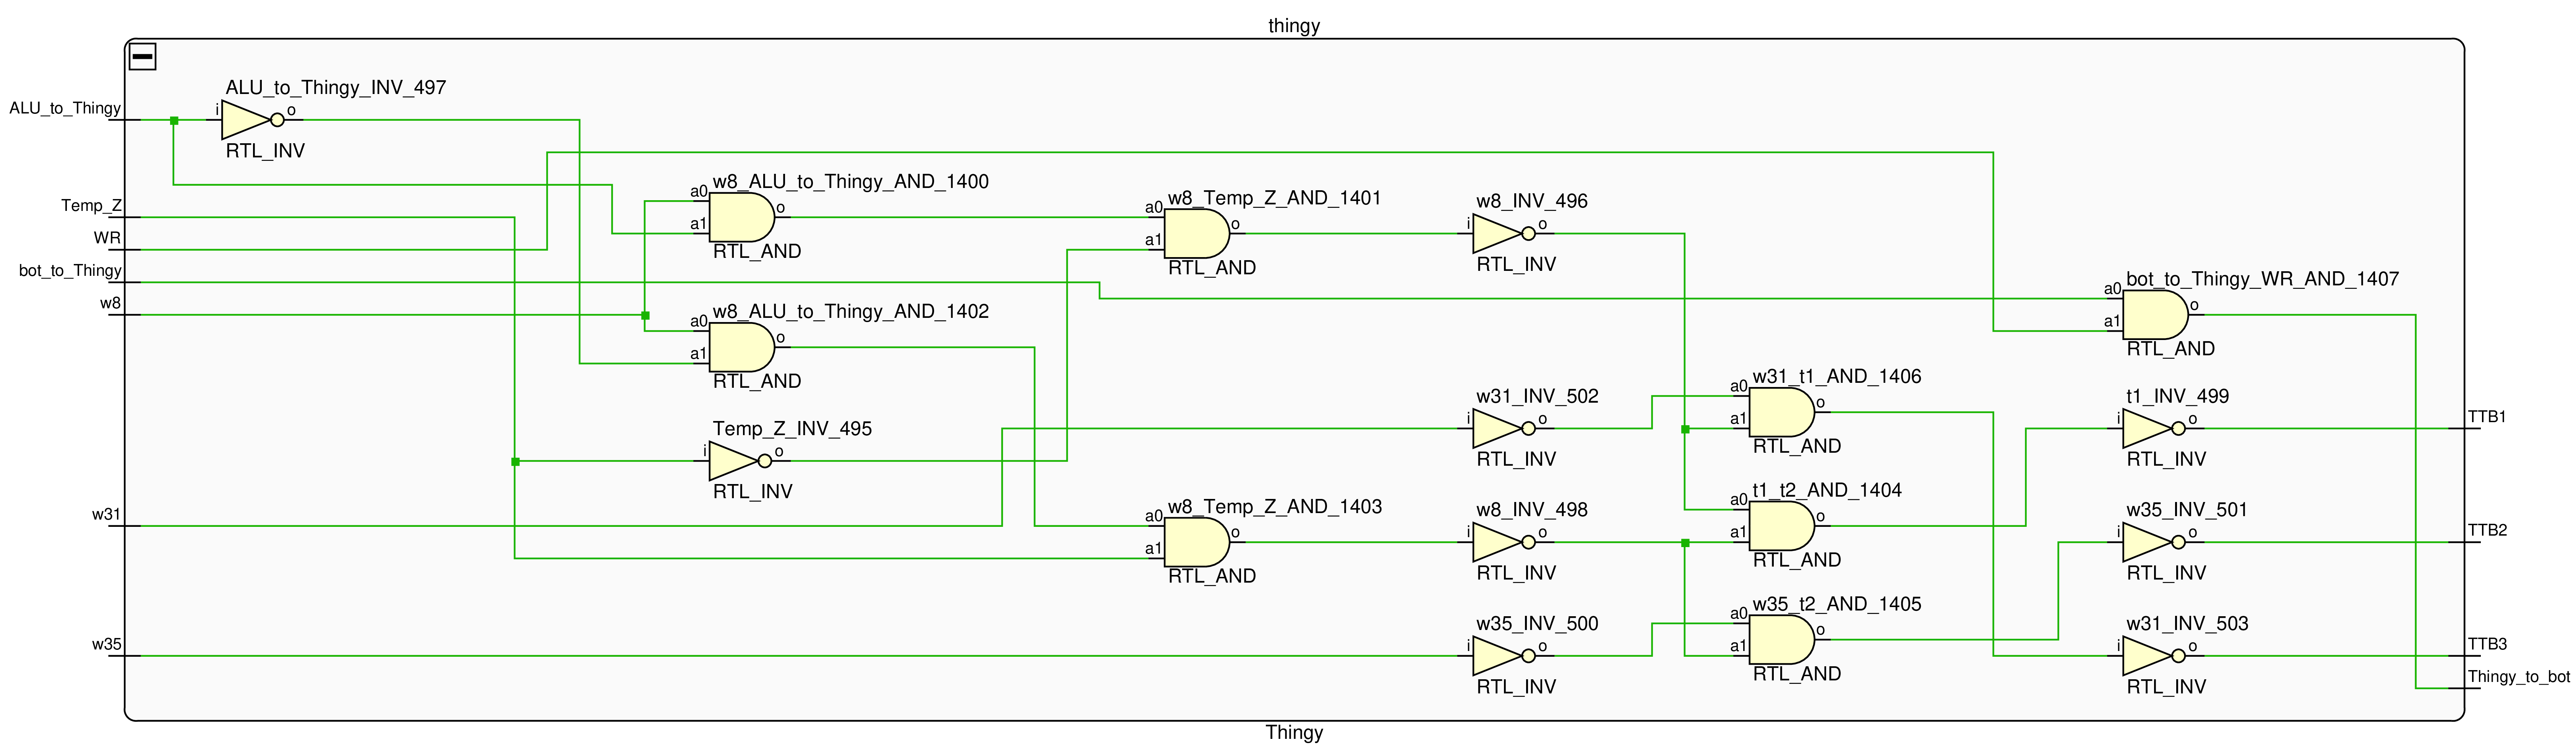 thingy
ALU_to_Thingy
i
ALU_to_Thingy_INV_497
o
RTL_INV
Temp_Z
WR
bot_to_Thingy
w8
w31
w35
w8_ALU_to_Thingy_AND_1400
a0
a1
o
RTL_AND
w8_ALU_to_Thingy_AND_1402
a0
a1
o
RTL_AND
Temp_Z_INV_495
i
o
RTL_INV
w8_Temp_Z_AND_1401
a0
a1
o
RTL_AND
w8_Temp_Z_AND_1403
a0
a1
o
RTL_AND
w8_INV_496
i
o
RTL_INV
w31_INV_502
i
o
RTL_INV
w8_INV_498
i
o
RTL_INV
w35_INV_500
i
o
RTL_INV
w31_t1_AND_1406
a0
a1
o
RTL_AND
t1_t2_AND_1404
a0
a1
o
RTL_AND
w35_t2_AND_1405
a0
a1
o
RTL_AND
bot_to_Thingy_WR_AND_1407
a0
a1
o
RTL_AND
t1_INV_499
i
o
RTL_INV
w35_INV_501
i
o
RTL_INV
w31_INV_503
i
o
RTL_INV
TTB1
TTB2
TTB3
Thingy_to_bot
Thingy